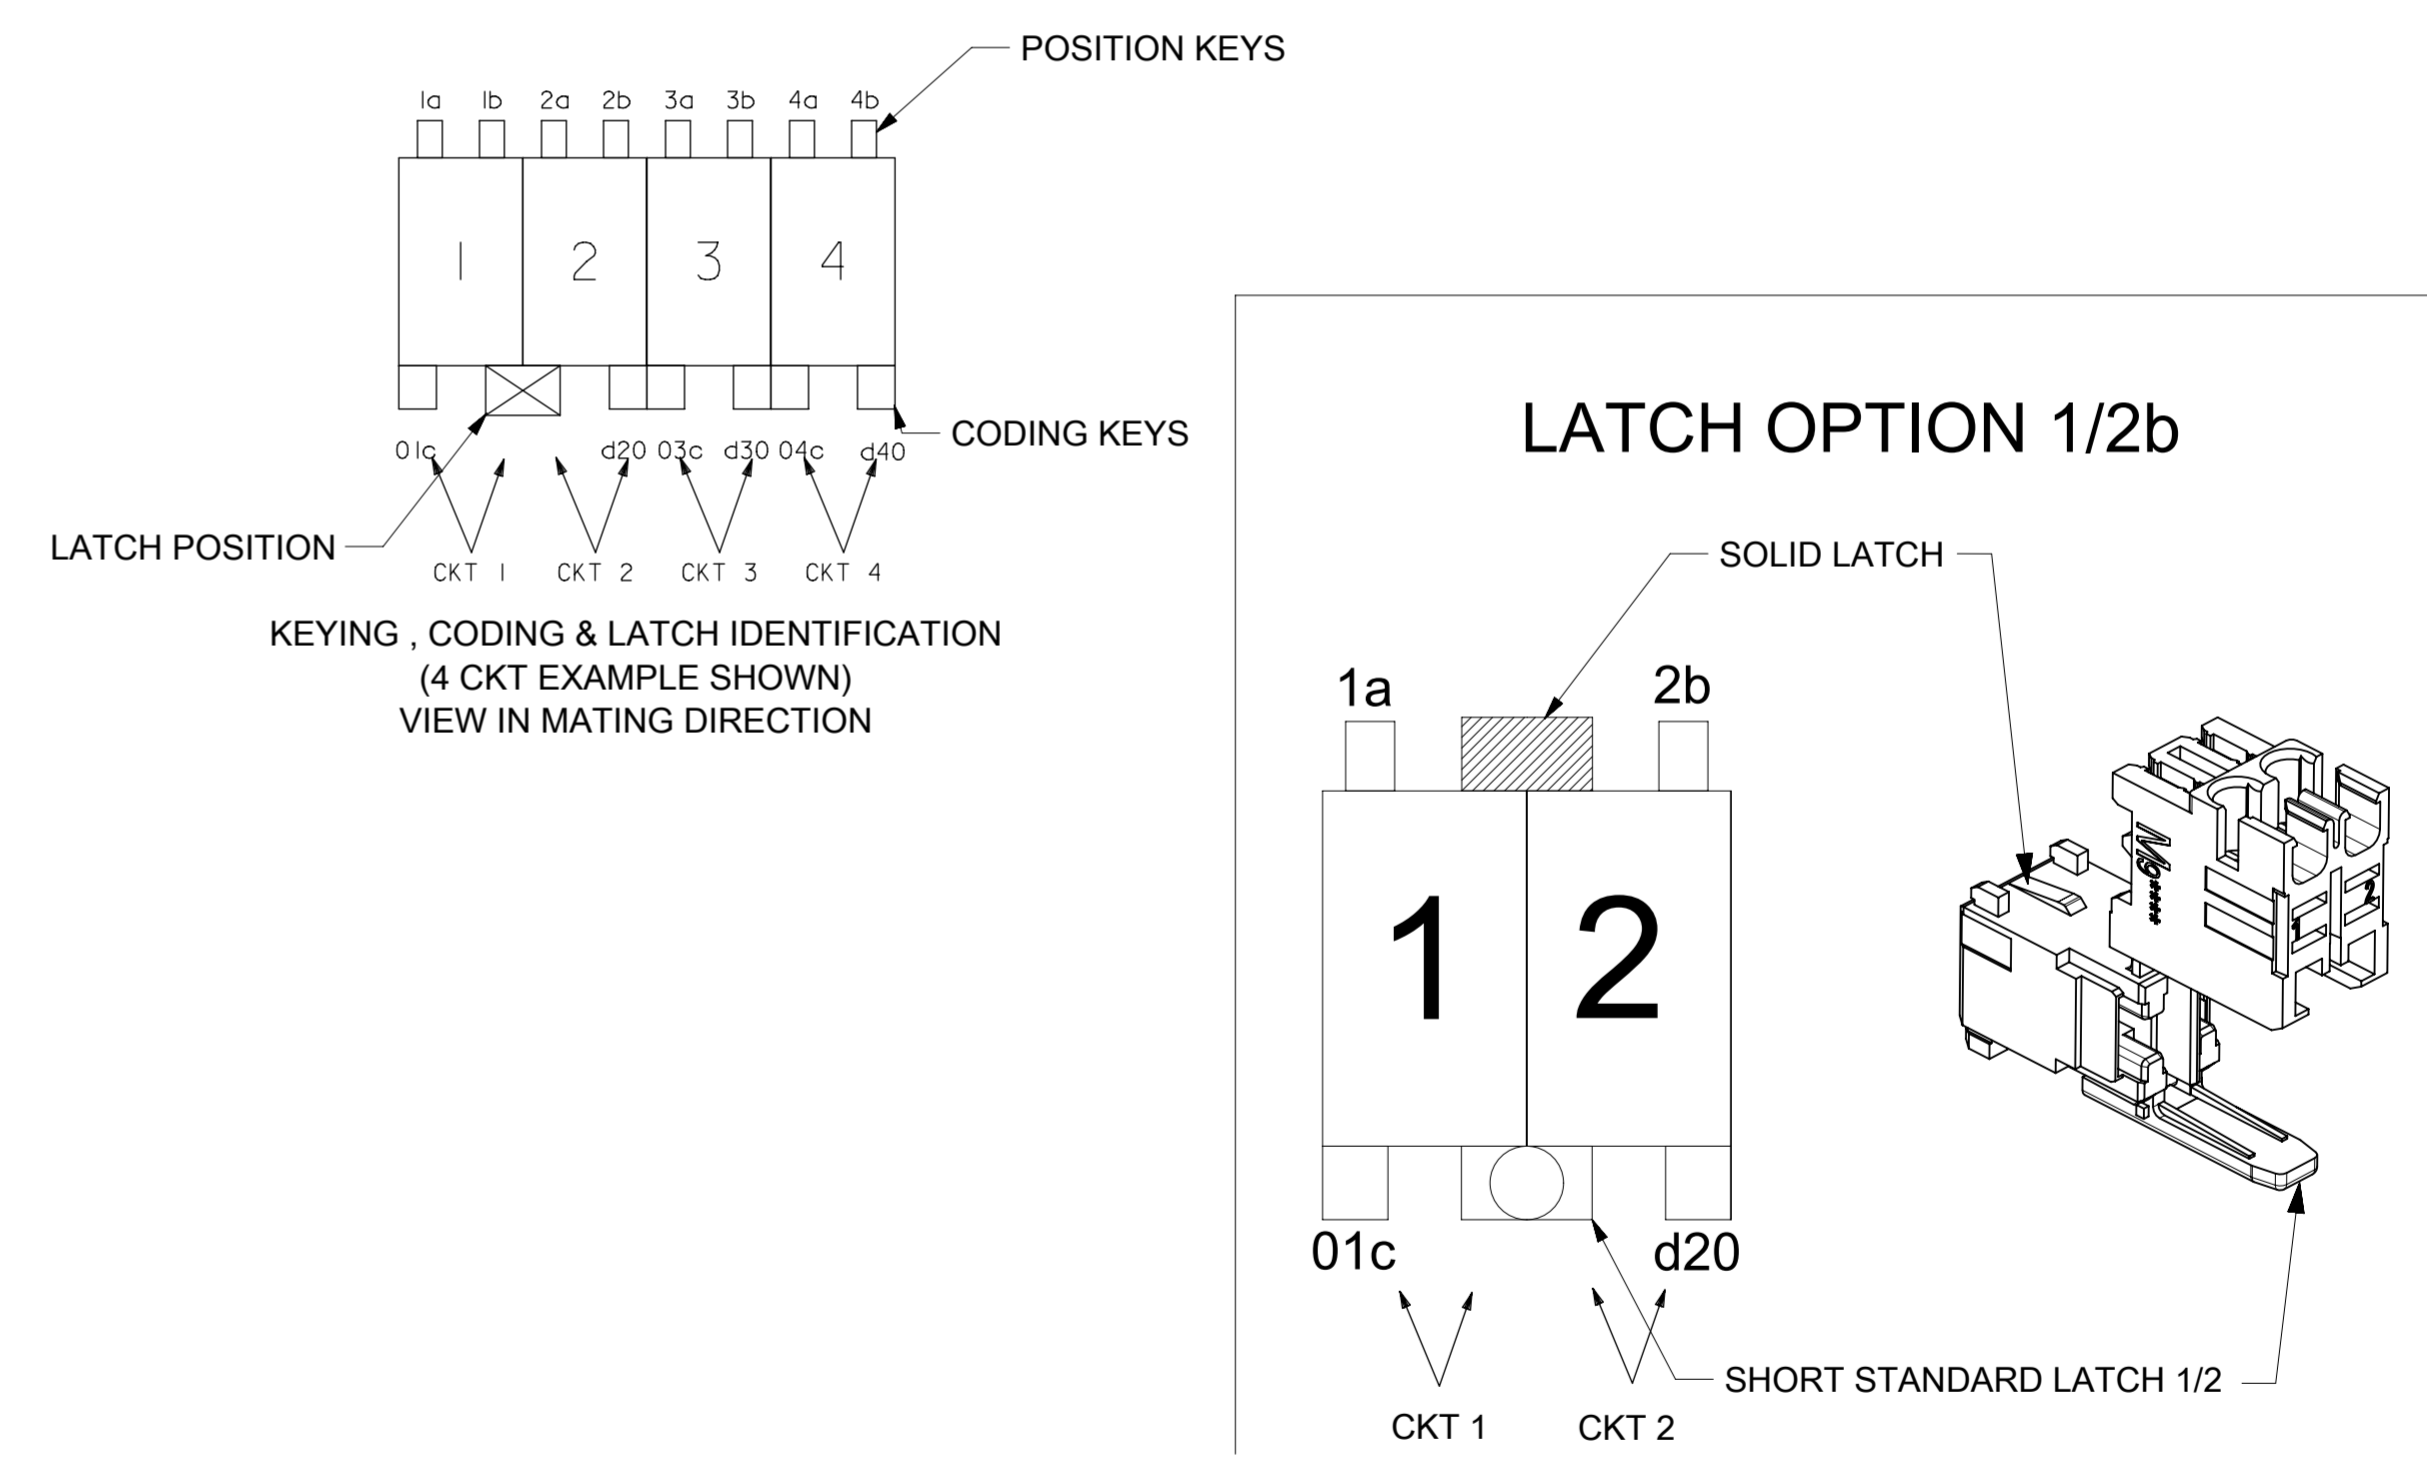 POSITION KEYS
1a 1b 2a 2b 3a 3b 4a 4b
1 2 3 4
CODING KEYS
01c d20 03c d30 04c d40
LATCH POSITION
CKT 1 CKT 2 CKT 3 CKT 4
KEYING , CODING & LATCH IDENTIFICATION
(4 CKT EXAMPLE SHOWN)
VIEW IN MATING DIRECTION
LATCH OPTION 1/2b
SOLID LATCH
1a 2b
1 2
01c d20
SHORT STANDARD LATCH 1/2
CKT 1 CKT 2
M9*****
1
2